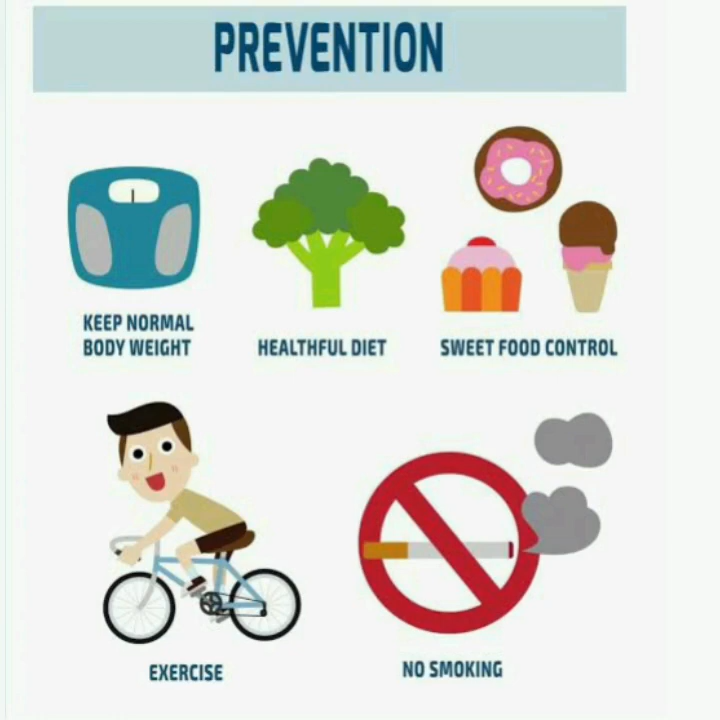 PREVENTION
KEEP NORMAL
BODY WEIGHT
HEALTHFUL DIET
SWEET FOOD CONTROL
EXERCISE
NO SMOKING